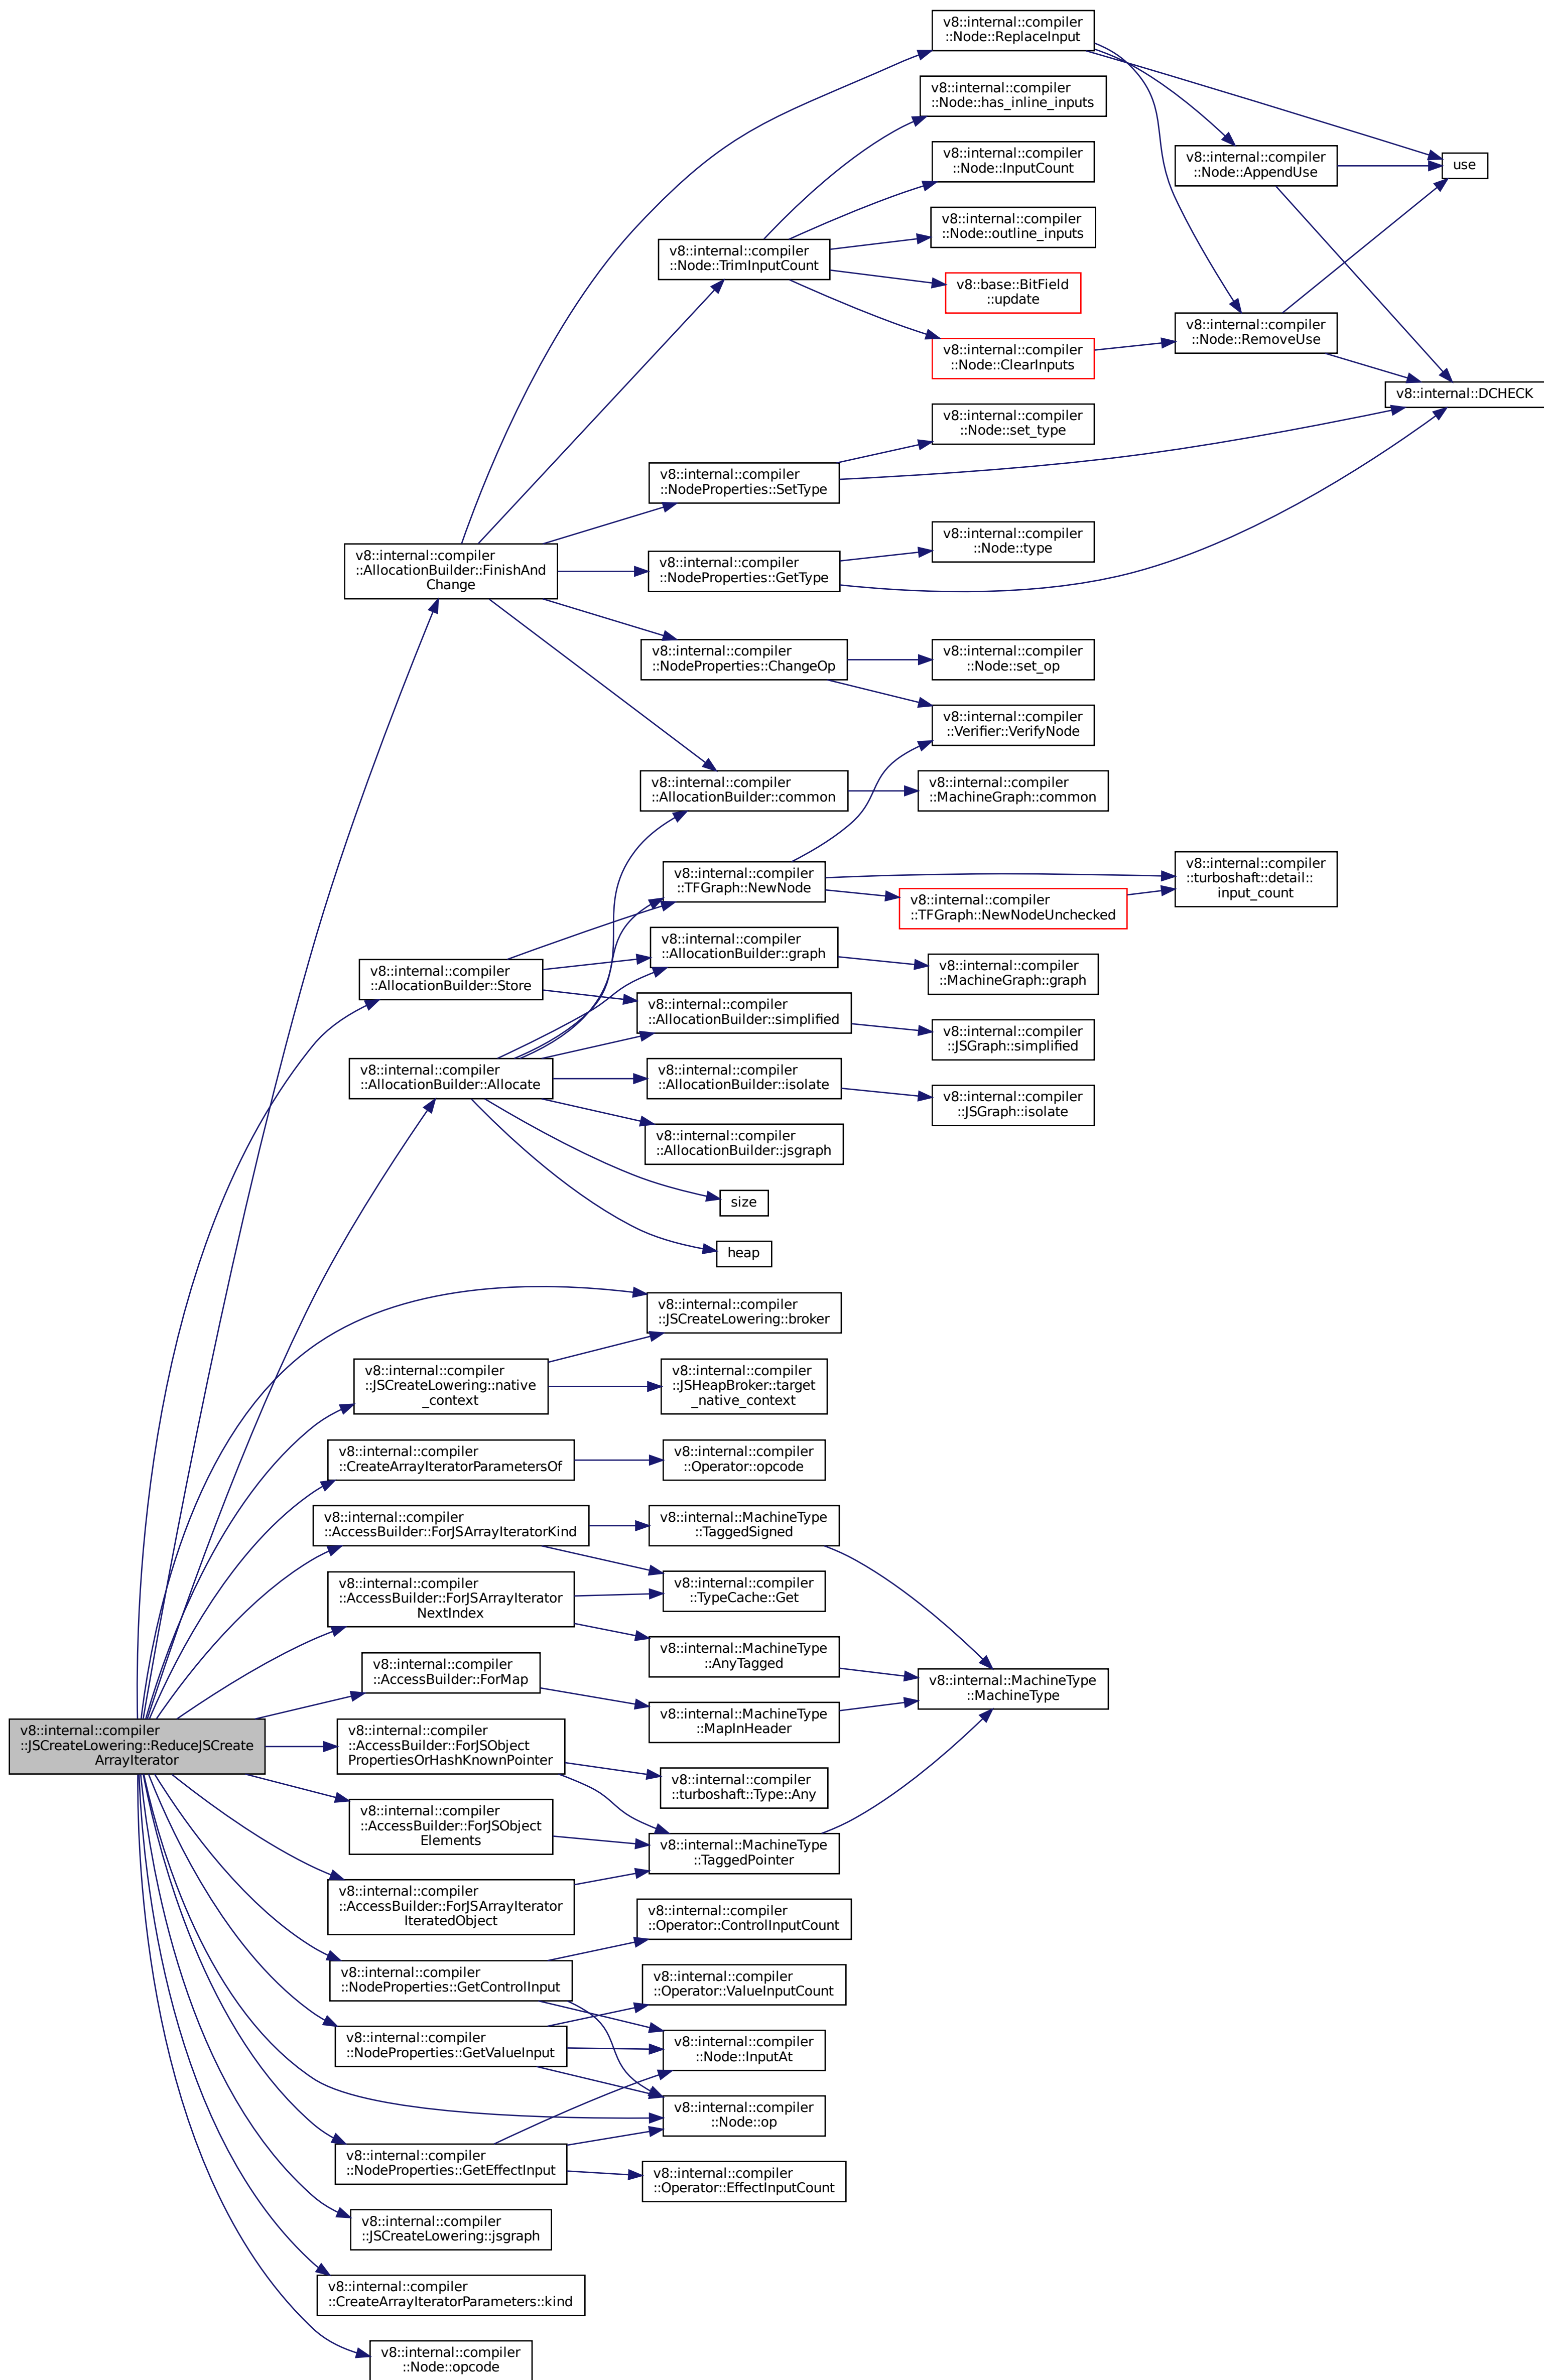 v8::internal::compiler
::Node::ReplaceInput
v8::internal::compiler
::Node::has_inline_inputs
v8::internal::compiler
::Node::InputCount
v8::internal::compiler
::Node::AppendUse
use
v8::internal::compiler
::Node::outline_inputs
v8::internal::compiler
::Node::TrimInputCount
v8::base::BitField
::update
v8::internal::compiler
::Node::RemoveUse
v8::internal::compiler
::Node::ClearInputs
v8::internal::DCHECK
v8::internal::compiler
::Node::set_type
v8::internal::compiler
::NodeProperties::SetType
v8::internal::compiler
::Node::type
v8::internal::compiler
::AllocationBuilder::FinishAnd
Change
v8::internal::compiler
::NodeProperties::GetType
v8::internal::compiler
::NodeProperties::ChangeOp
v8::internal::compiler
::Node::set_op
v8::internal::compiler
::Verifier::VerifyNode
v8::internal::compiler
::AllocationBuilder::common
v8::internal::compiler
::MachineGraph::common
v8::internal::compiler
::TFGraph::NewNode
v8::internal::compiler
::turboshaft::detail::
input_count
v8::internal::compiler
::TFGraph::NewNodeUnchecked
v8::internal::compiler
::AllocationBuilder::graph
v8::internal::compiler
::MachineGraph::graph
v8::internal::compiler
::AllocationBuilder::Store
v8::internal::compiler
::AllocationBuilder::simplified
v8::internal::compiler
::JSGraph::simplified
v8::internal::compiler
::AllocationBuilder::Allocate
v8::internal::compiler
::AllocationBuilder::isolate
v8::internal::compiler
::JSGraph::isolate
v8::internal::compiler
::AllocationBuilder::jsgraph
size
heap
v8::internal::compiler
::JSCreateLowering::broker
v8::internal::compiler
::JSCreateLowering::native
_context
v8::internal::compiler
::JSHeapBroker::target
_native_context
v8::internal::compiler
::CreateArrayIteratorParametersOf
v8::internal::compiler
::Operator::opcode
v8::internal::compiler
::AccessBuilder::ForJSArrayIteratorKind
v8::internal::MachineType
::TaggedSigned
v8::internal::compiler
::AccessBuilder::ForJSArrayIterator
NextIndex
v8::internal::compiler
::TypeCache::Get
v8::internal::MachineType
::AnyTagged
v8::internal::compiler
::AccessBuilder::ForMap
v8::internal::MachineType
::MachineType
v8::internal::MachineType
::MapInHeader
v8::internal::compiler
::JSCreateLowering::ReduceJSCreate
ArrayIterator
v8::internal::compiler
::AccessBuilder::ForJSObject
PropertiesOrHashKnownPointer
v8::internal::compiler
::turboshaft::Type::Any
v8::internal::compiler
::AccessBuilder::ForJSObject
Elements
v8::internal::MachineType
::TaggedPointer
v8::internal::compiler
::AccessBuilder::ForJSArrayIterator
IteratedObject
v8::internal::compiler
::Operator::ControlInputCount
v8::internal::compiler
::NodeProperties::GetControlInput
v8::internal::compiler
::Operator::ValueInputCount
v8::internal::compiler
::NodeProperties::GetValueInput
v8::internal::compiler
::Node::InputAt
v8::internal::compiler
::Node::op
v8::internal::compiler
::NodeProperties::GetEffectInput
v8::internal::compiler
::Operator::EffectInputCount
v8::internal::compiler
::JSCreateLowering::jsgraph
v8::internal::compiler
::CreateArrayIteratorParameters::kind
v8::internal::compiler
::Node::opcode